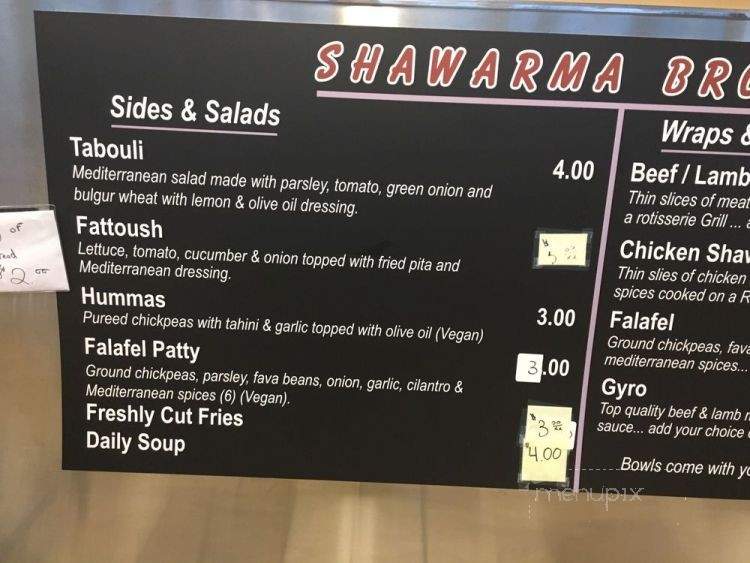 SHAWARMA
Sides & Salads
Tabouli 4.00
Mediterranean salad made with parsley, tomato, green onion and
bulgur wheat with lemon & olive oil dressing.
Fattoush
Lettuce, tomato, cucumber & onion topped with fried pita and
Mediterranean dressing.
Hummas
Pureed chickpeas with tahini & garlic topped with olive oil (Vegan) 3.00
Falafel Patty 3.00
Ground chickpeas, parsley, fava beans, onion, garlic, cilantro &
Mediterranean spices (6) (Vegan).
Freshly Cut Fries
Daily Soup $4.00
of
2 00
Wraps &
Beef / Lamb
Thin slices of meat
a rotisserie Grill ...
Chicken
Thin slies of chicken
spices cooked on a
Falafel
Ground chickpeas,
mediterranean spices...
Gyro
Top quality beef & lamb
sauce... add your choice
Bowls come with
menupix